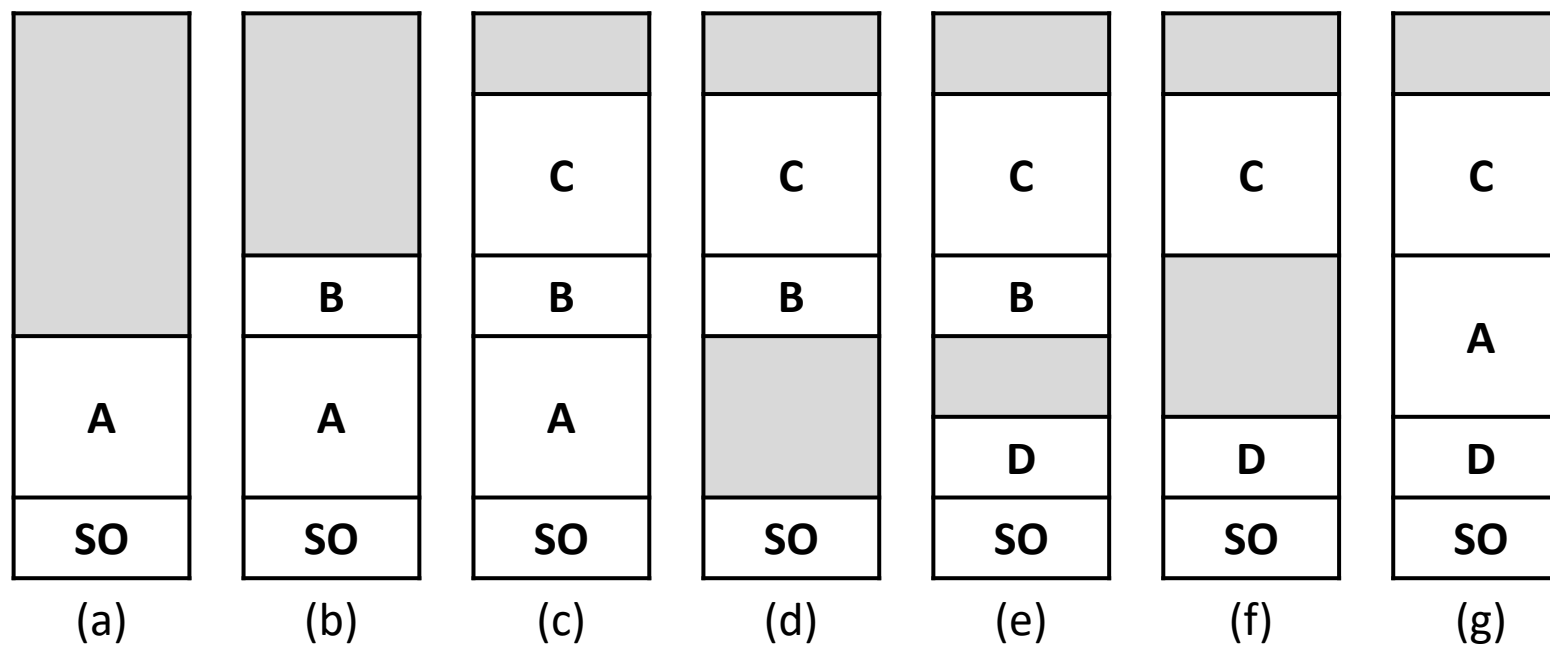 C C C C C
B B B B A
A A A D D D
SO SO SO SO SO SO SO
(a) (b) (c) (d) (e) (f) (g)